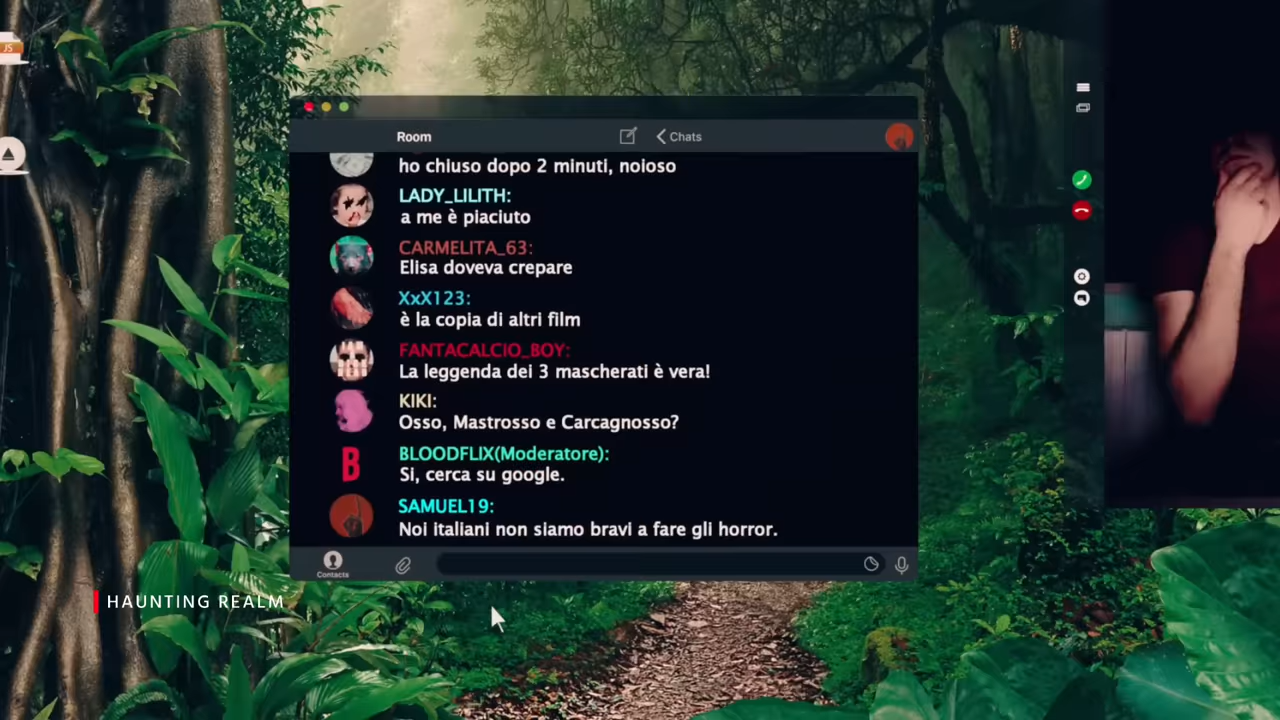 JS
Room
Chats
ho chiuso dopo 2 minuti, noioso
LADY_LILITH:
a me è piaciuto
CARMELITA_63:
Elisa doveva crepare
XxX123:
è la copia di altri film
FANTACALCIO_BOY:
La leggenda dei 3 mascherati è vera!
KIKI:
Osso, Mastrosso e Carcagnosso?
B
BLOODFLIX(Moderatore):
Si, cerca su google.
SAMUEL19:
Noi italiani non siamo bravi a fare gli horror.
Contacts
HAUNTING REALM